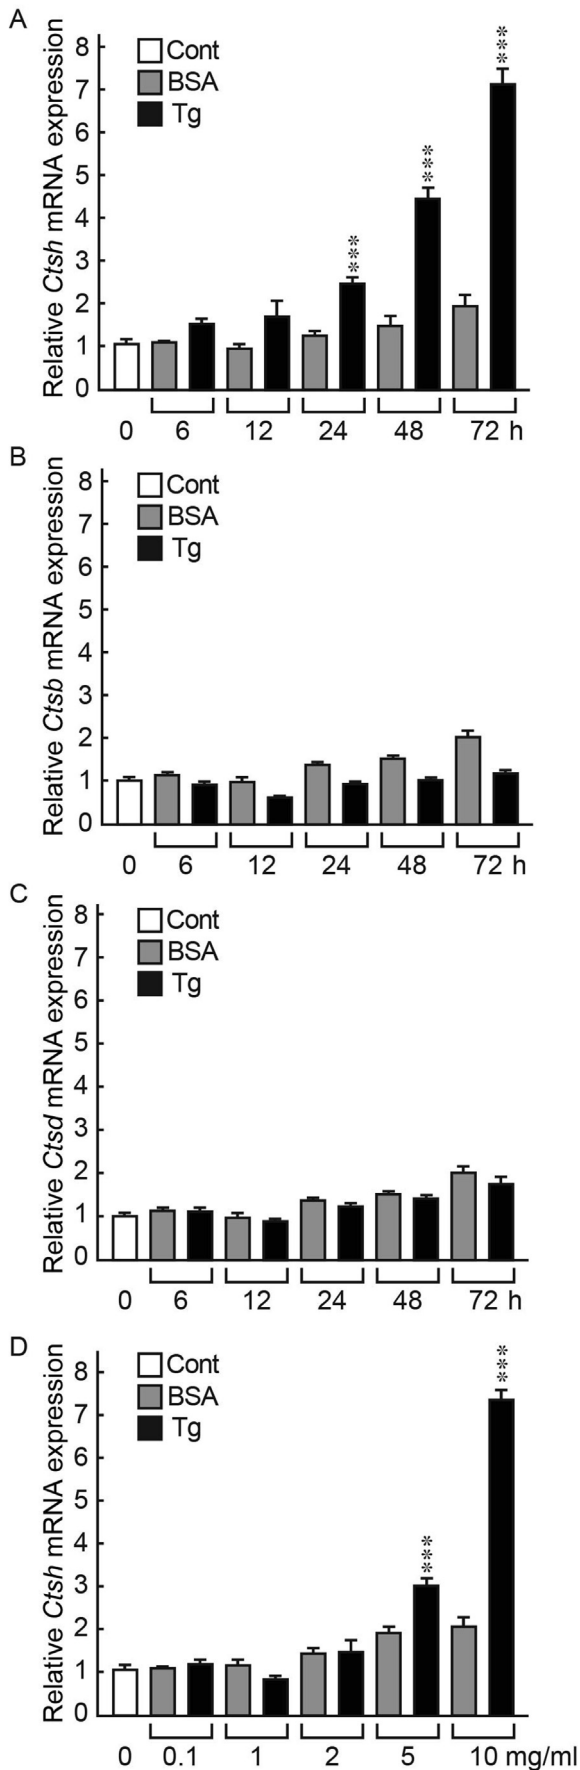 A
Relative Ctsh mRNA expression
8
7
6
5
4
3
2
1
0
Cont
BSA
Tg
***
***
***
0 6 12 24 48 72 h
B
Relative Ctsb mRNA expression
8
7
6
5
4
3
2
1
0
Cont
BSA
Tg
0 6 12 24 48 72 h
C
Relative Ctsd mRNA expression
8
7
6
5
4
3
2
1
0
Cont
BSA
Tg
0 6 12 24 48 72 h
D
Relative Ctsh mRNA expression
8
7
6
5
4
3
2
1
0
Cont
BSA
Tg
***
***
0 0.1 1 2 5 10 mg/ml